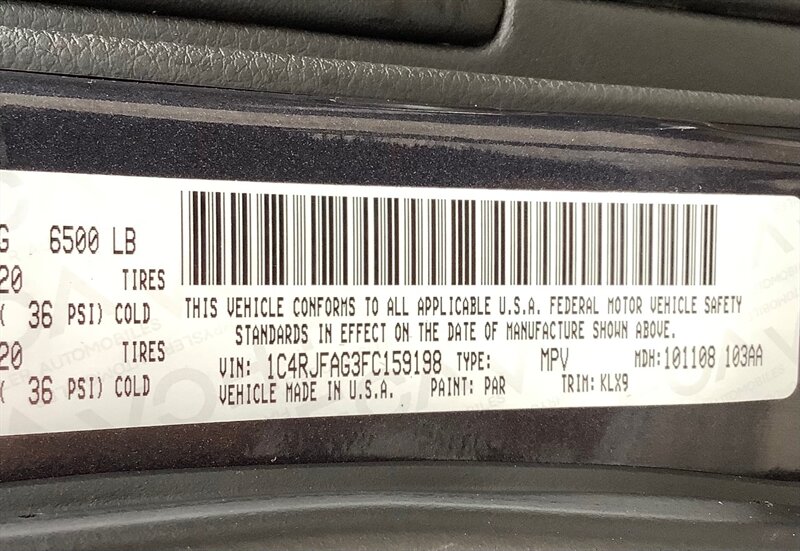 G 6500 LB
20 TIRES
( 36 PSI) COLD
20 TIRES
( 36 PSI) COLD
THIS VEHICLE CONFORMS TO ALL APPLICABLE U.S.A. FEDERAL MOTOR VEHICLE SAFETY
STANDARDS IN EFFECT ON THE DATE OF MANUFACTURE SHOWN ABOVE.
VIN: 1C4RJFAG3FC159198 TYPE: MPV MDH:101108 103AA
VEHICLE MADE IN U.S.A. PAINT: PAR TRIM: KLX9